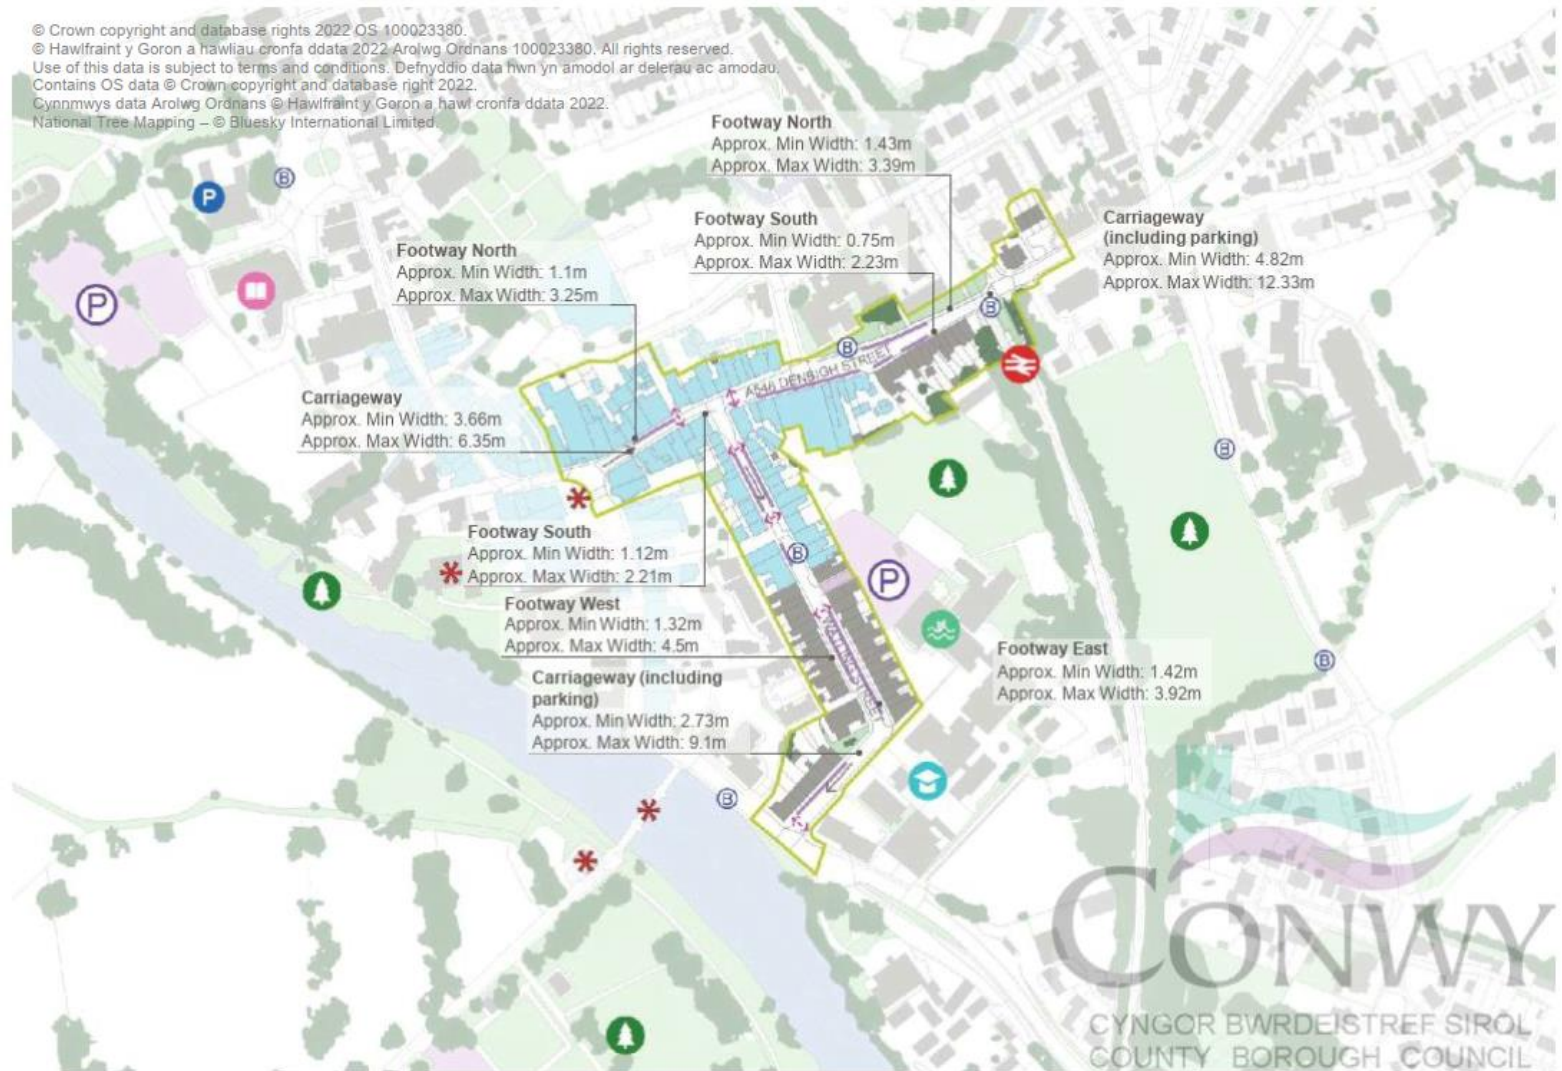 © Crown copyright and database rights 2022 OS 100023380.
© Hawlfraint y Goron a hawliau cronfa ddata 2022 Arolwg Ordnans 100023380. All rights reserved.
Use of this data is subject to terms and conditions. Defnyddio data hwn yn amodol ar delerau ac amodau.
Contains OS data © Crown copyright and database right 2022.
Cynnmwys data Arolwg Ordnans © Hawlfraint y Goron a hawl cronfa ddata 2022.
National Tree Mapping – © Bluesky International Limited
Footway North
Approx. Min Width: 1.43m
Approx. Max Width: 3.39m
Footway South
Approx. Min Width: 0.75m
Approx. Max Width: 2.23m
Carriageway
(including parking)
Approx. Min Width: 4.82m
Approx. Max Width: 12.33m
Footway North
Approx. Min Width: 1.1m
Approx. Max Width: 3.25m
P
B
P
B
B
A546 DENBIGH STREET
Carriageway
Approx. Min Width: 3.66m
Approx. Max Width: 6.35m
B
Footway South
Approx. Min Width: 1.12m
Approx. Max Width: 2.21m
B
P
Footway West
Approx. Min Width: 1.32m
Approx. Max Width: 4.5m
WATLING STREET
Footway East
Approx. Min Width: 1.42m
Approx. Max Width: 3.92m
B
Carriageway (including
parking)
Approx. Min Width: 2.73m
Approx. Max Width: 9.1m
B
CONWY
CYNGOR BWRDEISTREF SIROL
COUNTY BOROUGH COUNCIL